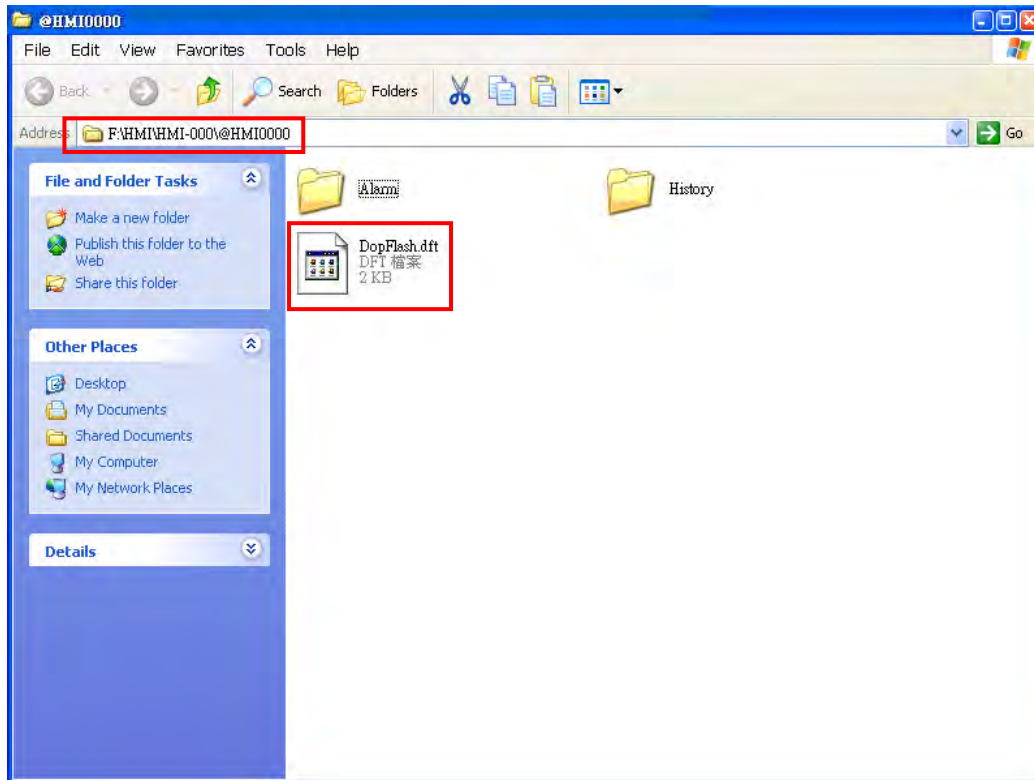 @HMI0000
File Edit View Favorites Tools Help
Back Search Folders
Address F:\HMI\HMI-000\@HMI0000 Go
File and Folder Tasks
Make a new folder
Publish this folder to the
Web
Share this folder
Other Places
Desktop
My Documents
Shared Documents
My Computer
My Network Places
Details
Alarm
History
DopFlash.dft
DFT 檔案
2 KB